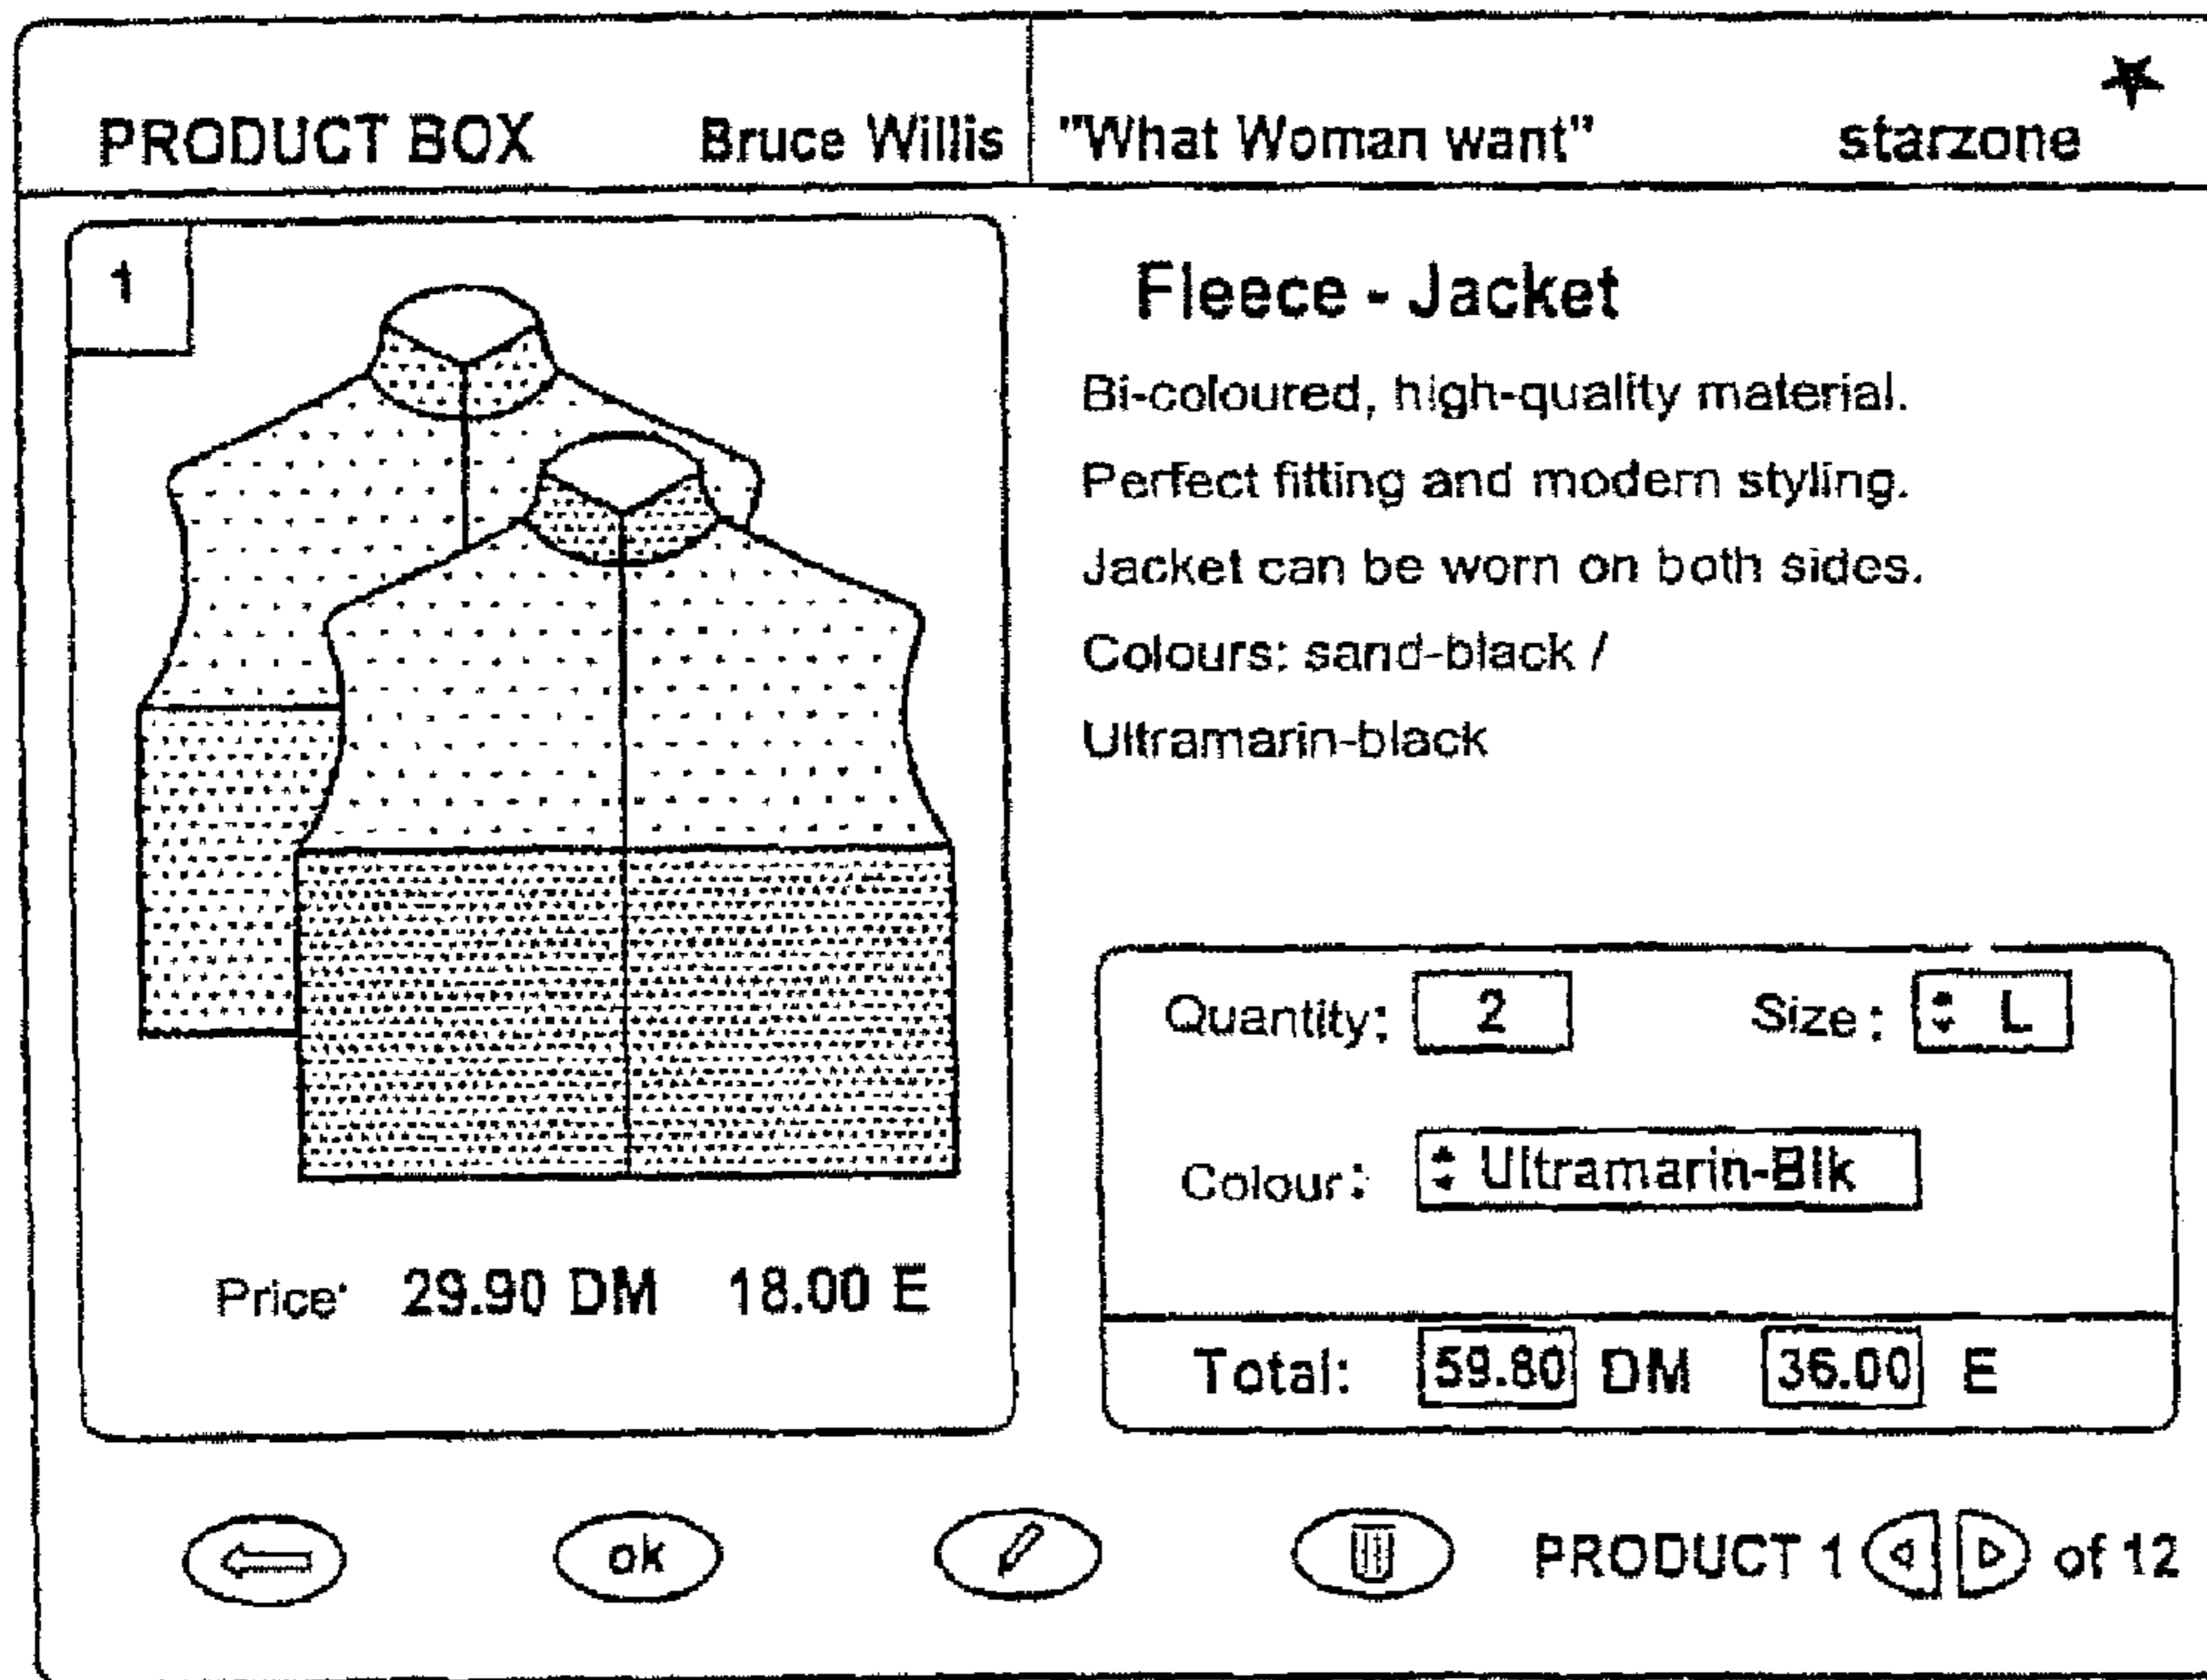 PRODUCT BOX Bruce Willis "What Woman want" starzone
1
Fleece - Jacket
Bi-coloured, high-quality material.
Perfect fitting and modern styling.
Jacket can be worn on both sides.
Colours: sand-black /
Ultramarin-black
Quantity: 2 Size: L
Colour: Ultramarin-Blk
Price: 29.90 DM 18.00 E
Total: 59.80 DM 36.00 E
ok PRODUCT 1 of 12